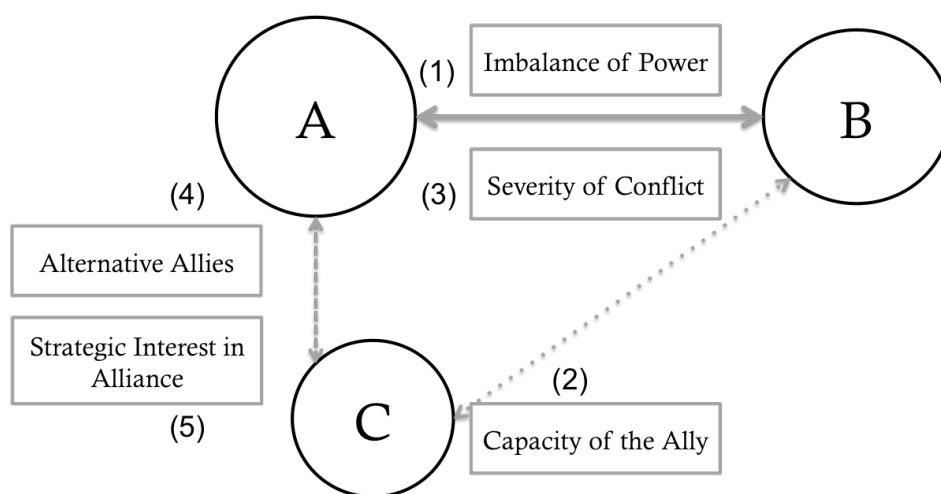 (1)
Imbalance of Power
A
B
(3)
Severity of Conflict
(4)
Alternative Allies
Strategic Interest in
Alliance
(5)
C
(2)
Capacity of the Ally